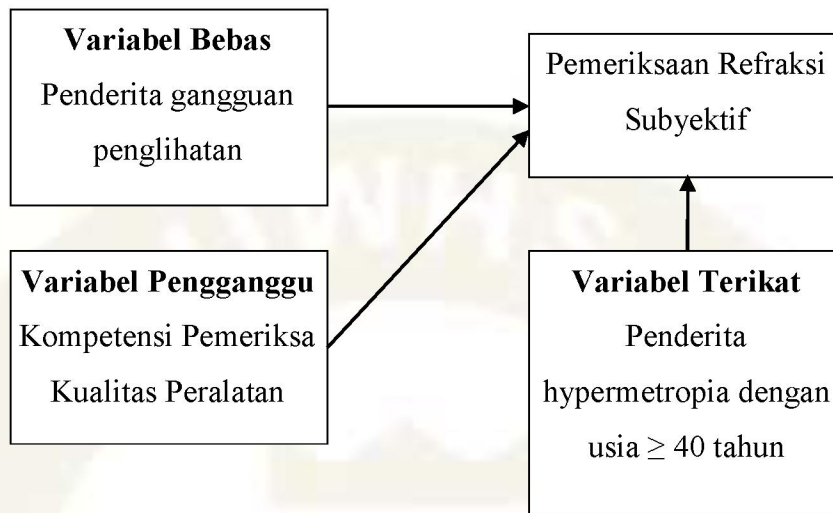 Variabel Bebas
Penderita gangguan
penglihatan
Pemeriksaan Refraksi
Subyektif
Variabel Pengganggu
Kompetensi Pemeriksa
Kualitas Peralatan
Variabel Terikat
Penderita
hypermetropia dengan
usia ≥ 40 tahun